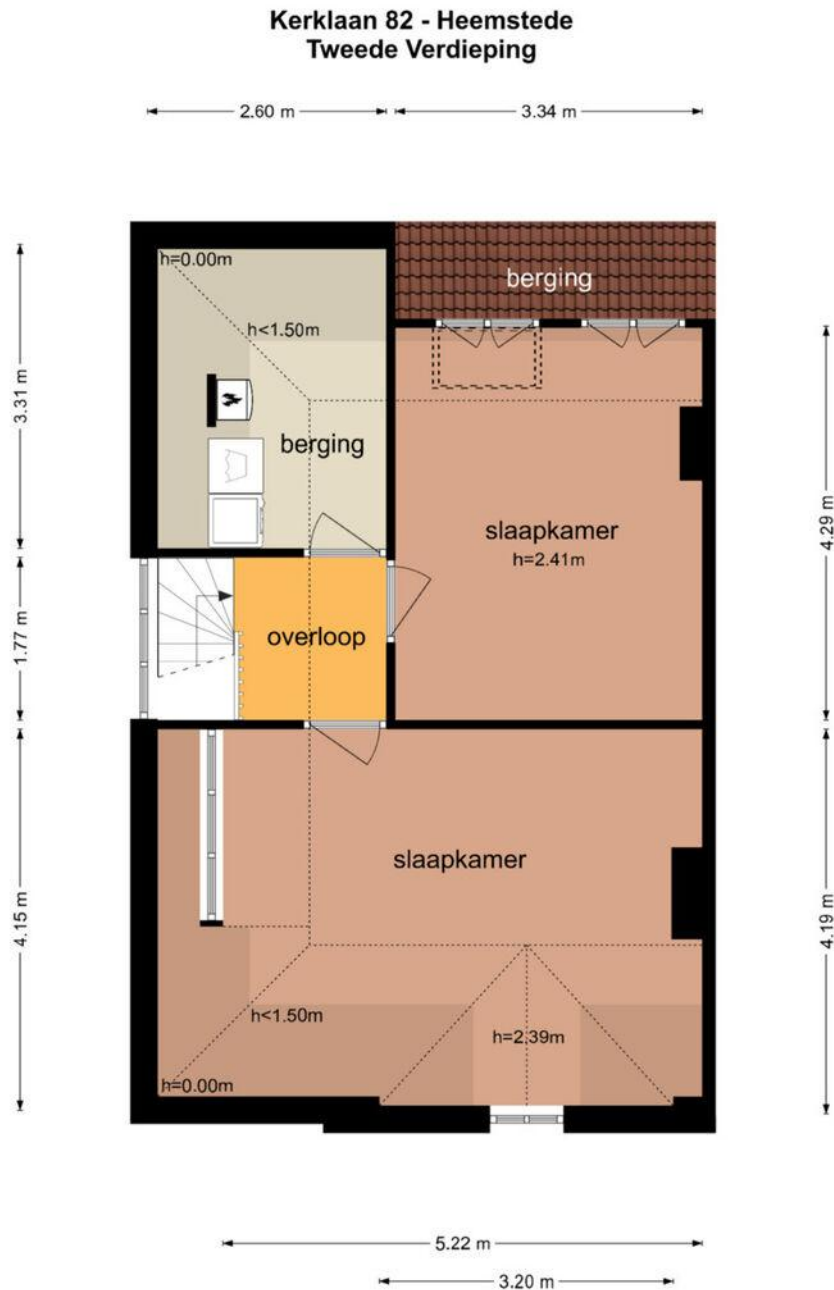 Kerklaan 82 - Heemstede
Tweede Verdieping
2.60 m
3.34 m
h=0.00m
berging
h<1.50m
3.31 m
berging
slaapkamer
h=2.41m
4.29 m
1.77 m
overloop
slaapkamer
4.15 m
4.19 m
h<1.50m
h=2.39m
h=0.00m
5.22 m
3.20 m